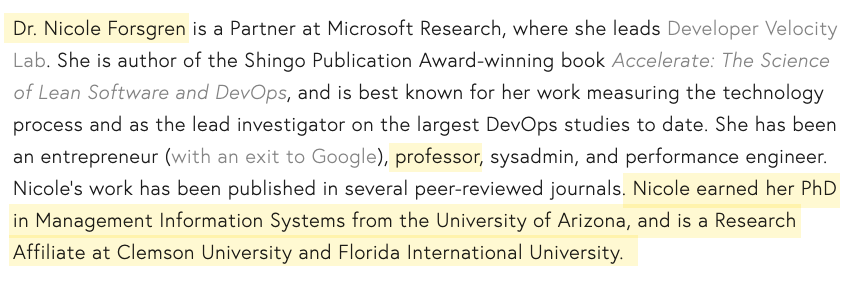 Dr. Nicole Forsgren is a Partner at Microsoft Research, where she leads Developer Velocity
Lab. She is author of the Shingo Publication Award-winning book Accelerate: The Science
of Lean Software and DevOps, and is best known for her work measuring the technology
process and as the lead investigator on the largest DevOps studies to date. She has been
an entrepreneur (with an exit to Google), professor, sysadmin, and performance engineer.
Nicole's work has been published in several peer-reviewed journals. Nicole earned her PhD
in Management Information Systems from the University of Arizona, and is a Research
Affiliate at Clemson University and Florida International University.